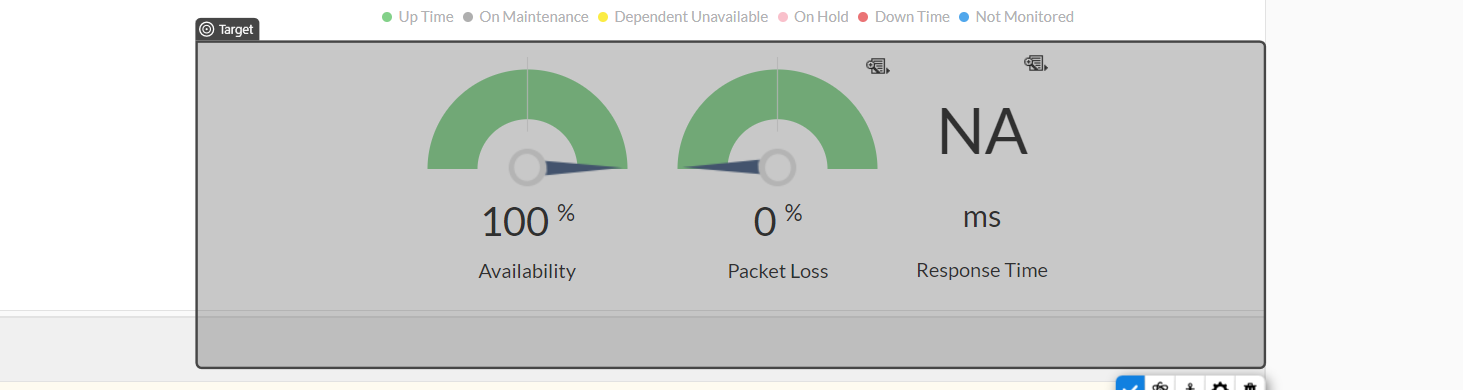 Up Time On Maintenance Dependent Unavailable On Hold Down Time Not Monitored
Target
NA
100 % 0 % ms
Availability Packet Loss Response Time